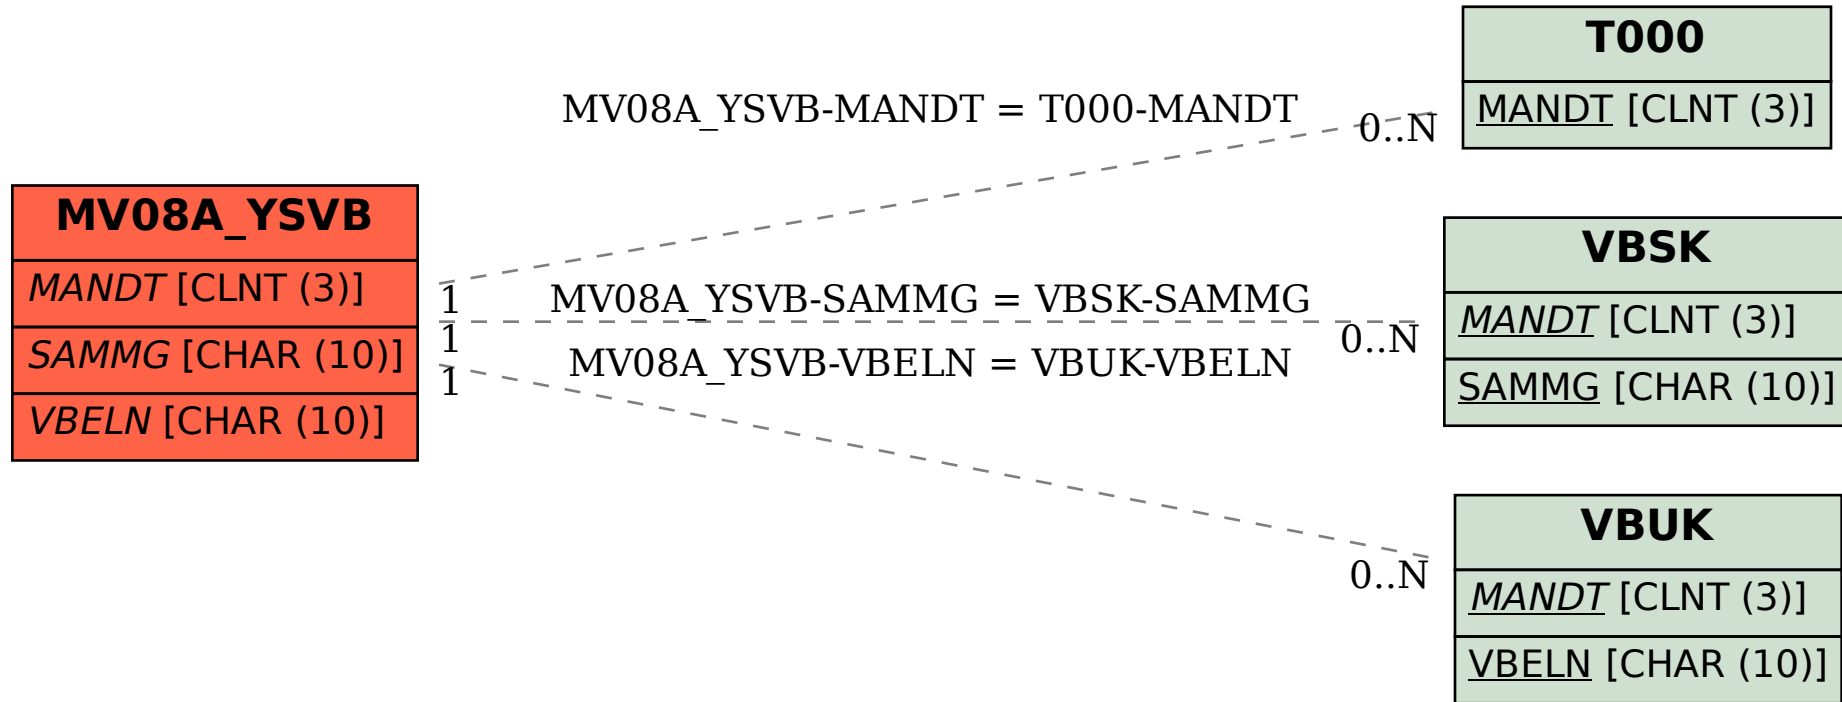 T000
MANDT [CLNT (3)]
MV08A_YSVB-MANDT = T000-MANDT
0..N
MV08A_YSVB
MANDT [CLNT (3)]
SAMMG [CHAR (10)]
VBELN [CHAR (10)]
1
MV08A_YSVB-SAMMG = VBSK-SAMMG
1
0..N
MV08A_YSVB-VBELN = VBUK-VBELN
1
VBSK
MANDT [CLNT (3)]
SAMMG [CHAR (10)]
0..N
VBUK
MANDT [CLNT (3)]
VBELN [CHAR (10)]